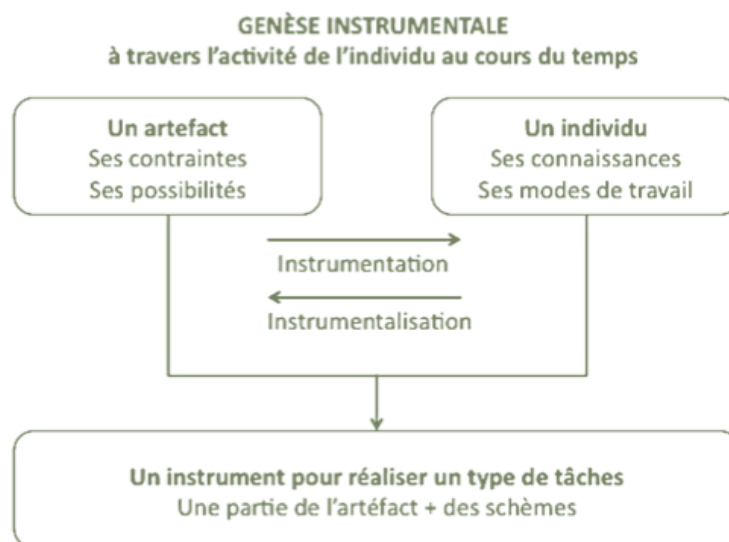 GENÈSE INSTRUMENTALE
à travers l’activité de l’individu au cours du temps
Un artefact
Ses contraintes
Ses possibilités
Un individu
Ses connaissances
Ses modes de travail
Instrumentation
Instrumentalisation
Un instrument pour réaliser un type de tâches
Une partie de l’artéfact + des schèmes